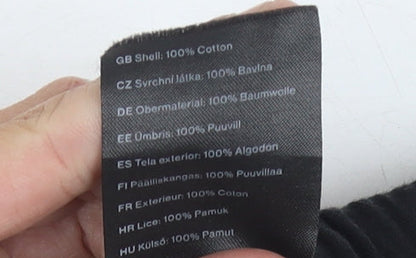 GB Shell: 100% Cotton
CZ Svrchní látka: 100% Bavlna
DE Obermaterial: 100% Baumwolle
EE Ümbris: 100% Puuvill
ES Tela exterior: 100% Algodón
FI Päällikangas: 100% Puuvillaa
FR Exterieur: 100% Coton
HR Lice: 100% Pamuk
HU Külső: 100% Pamut